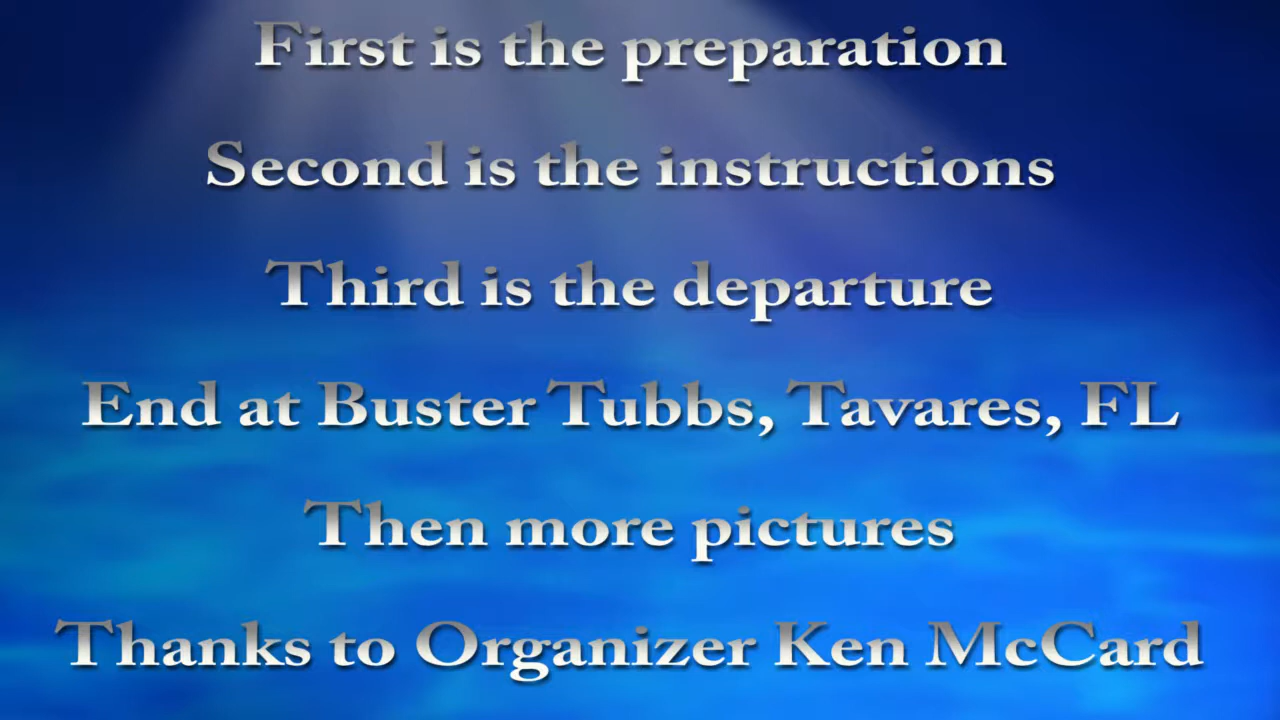 First is the preparation
Second is the instructions
Third is the departure
End at Buster Tubbs, Tavares, FL
Then more pictures
Thanks to Organizer Ken McCard